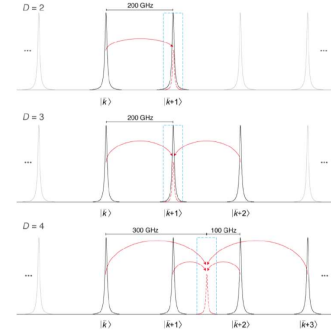 D = 2
200 GHz
... ...
|k⟩ |k+1⟩
D = 3
200 GHz
... ...
|k⟩ |k+1⟩ |k+2⟩
D = 4
300 GHz 100 GHz
... ...
|k⟩ |k+1⟩ |k+2⟩ |k+3⟩